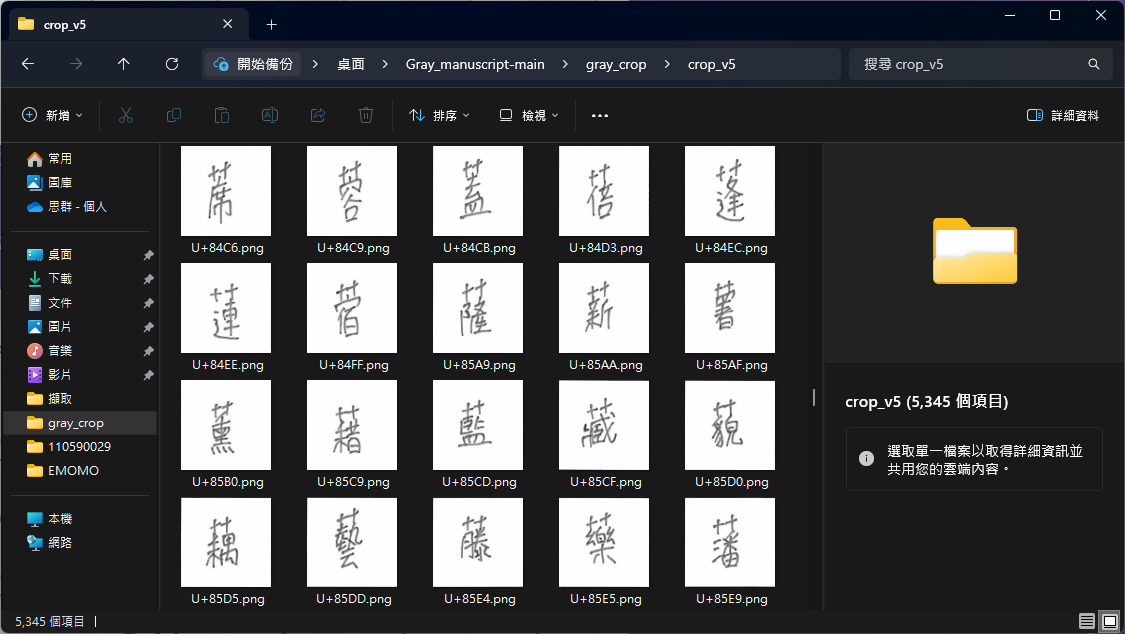 crop_v5
開始備份 > 桌面 > Gray_manuscript-main > gray_crop > crop_v5
搜尋 crop_v5
新增 排序 檢視 詳細資料
常用
圖庫
思群 - 個人
桌面
下載
文件
圖片
音樂
影片
擷取
gray_crop
110590029
EMOMO
本機
網路
蓆 蓉 蓋 蓓 蓬
U+84C6.png U+84C9.png U+84CB.png U+84D3.png U+84EC.png
蓮 蓿 薩 薪 薯
U+84EE.png U+84FF.png U+85A9.png U+85AA.png U+85AF.png
薰 藉 藍 藏 藐
U+85B0.png U+85C9.png U+85CD.png U+85CF.png U+85D0.png
藕 藝 藤 藥 藩
U+85D5.png U+85DD.png U+85E4.png U+85E5.png U+85E9.png
crop_v5 (5,345 個項目)
選取單一檔案以取得詳細資訊並
共用您的雲端內容。
5,345 個項目